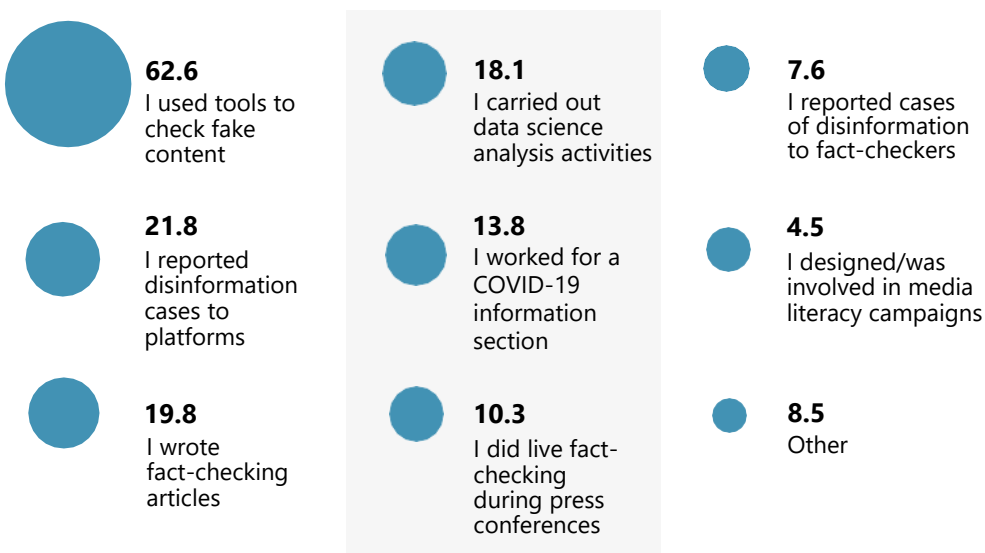 62.6
I used tools to
check fake
content
21.8
I reported
disinformation
cases to
platforms
19.8
I wrote
fact-checking
articles
18.1
I carried out
data science
analysis activities
13.8
I worked for a
COVID-19
information
section
10.3
I did live fact-
checking
during press
conferences
7.6
I reported cases
of disinformation
to fact-checkers
4.5
I designed/was
involved in media
literacy campaigns
8.5
Other